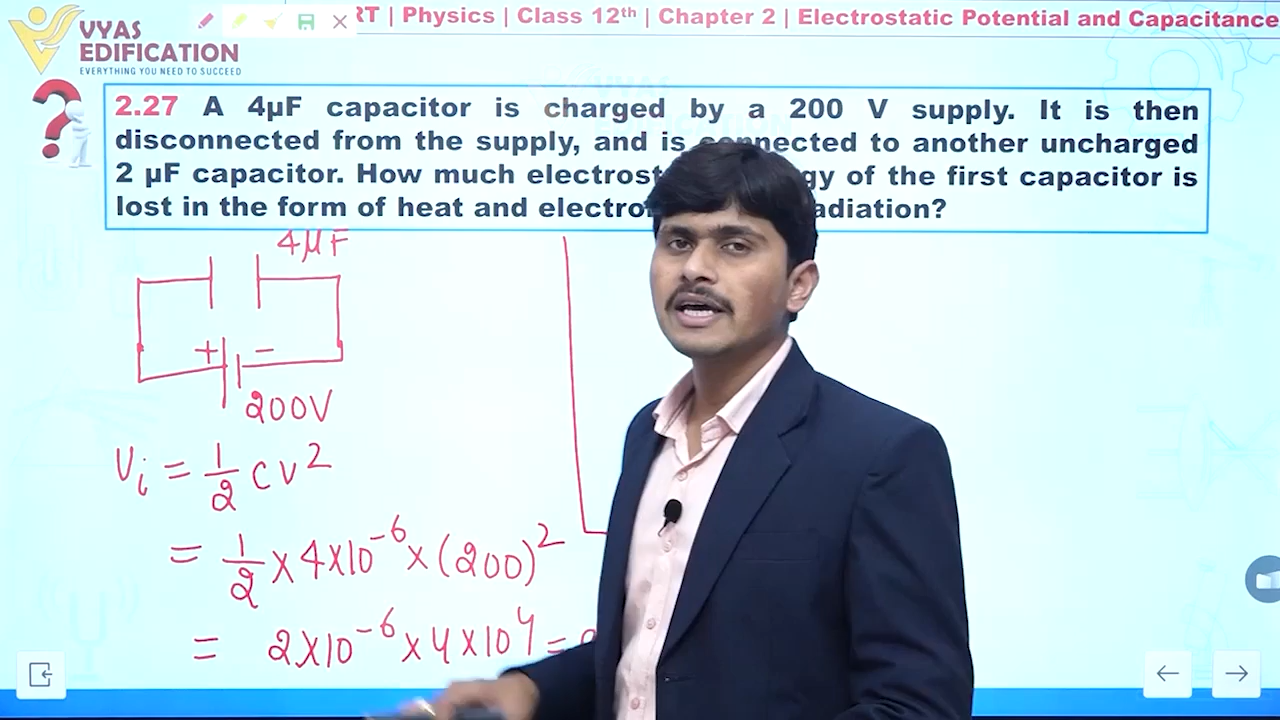 RT | Physics | Class 12th | Chapter 2 | Electrostatic Potential and Capacitance
VYAS
EDIFICATION
EVERYTHING YOU NEED TO SUCCEED
2.27 A 4μF capacitor is charged by a 200 V supply. It is then
disconnected from the supply, and is connected to another uncharged
2 μF capacitor. How much of the first capacitor is
lost in the form of heat and
4μF
+ −
200V
Ui = 1/2 CV²
= 1/2 × 4×10⁻⁶ × (200)²
= 2×10⁻⁶ × 4×10⁴ =